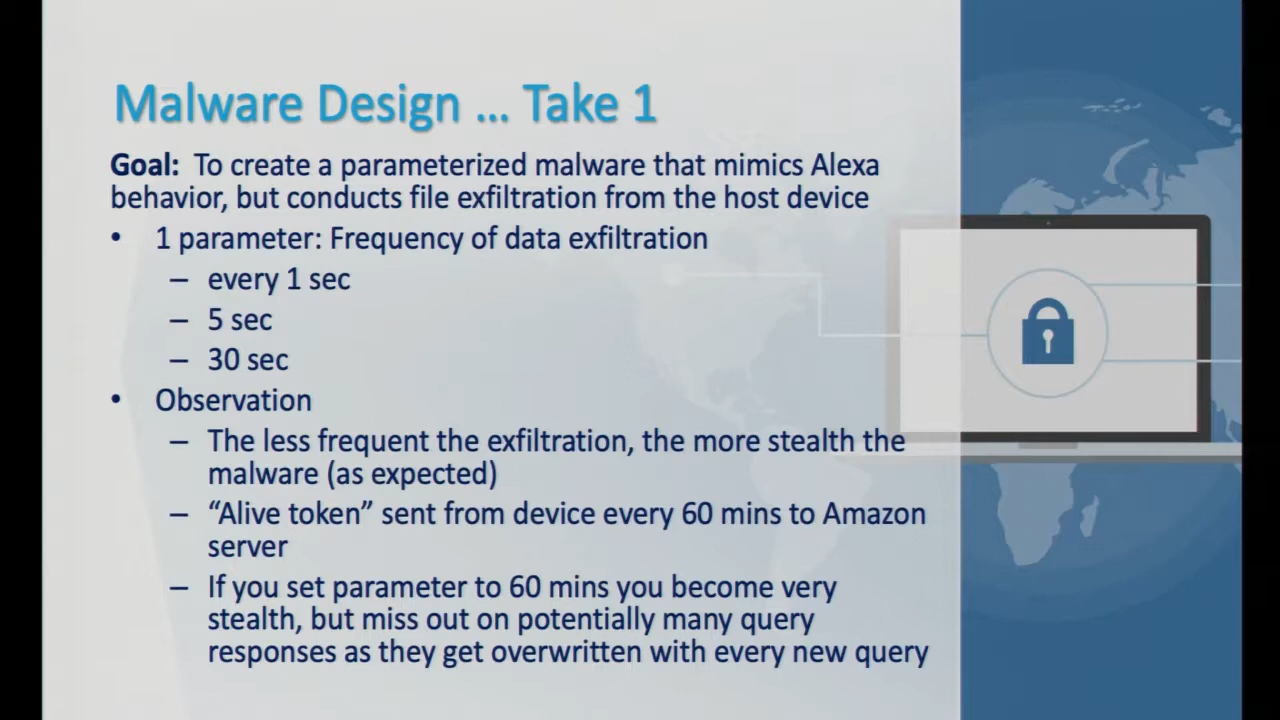 Malware Design ... Take 1
Goal: To create a parameterized malware that mimics Alexa
behavior, but conducts file exfiltration from the host device
• 1 parameter: Frequency of data exfiltration
– every 1 sec
– 5 sec
– 30 sec
• Observation
– The less frequent the exfiltration, the more stealth the
malware (as expected)
– “Alive token” sent from device every 60 mins to Amazon
server
– If you set parameter to 60 mins you become very
stealth, but miss out on potentially many query
responses as they get overwritten with every new query